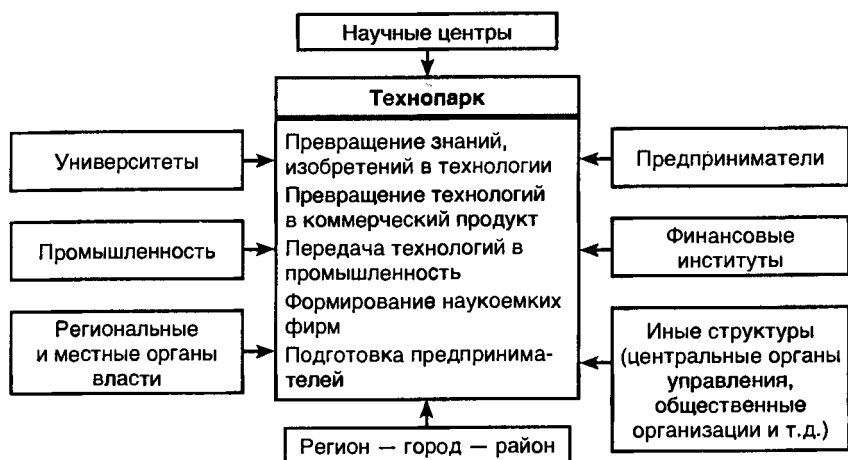 Научные центры
Технопарк
Превращение знаний,
изобретений в технологии
Превращение технологий
в коммерческий продукт
Передача технологий в
промышленность
Формирование наукоемких
фирм
Подготовка предпринима-
телей
Университеты
Промышленность
Региональные
и местные органы
власти
Предприниматели
Финансовые
институты
Иные структуры
(центральные органы
управления,
общественные
организации и т.д.)
Регион — город — район